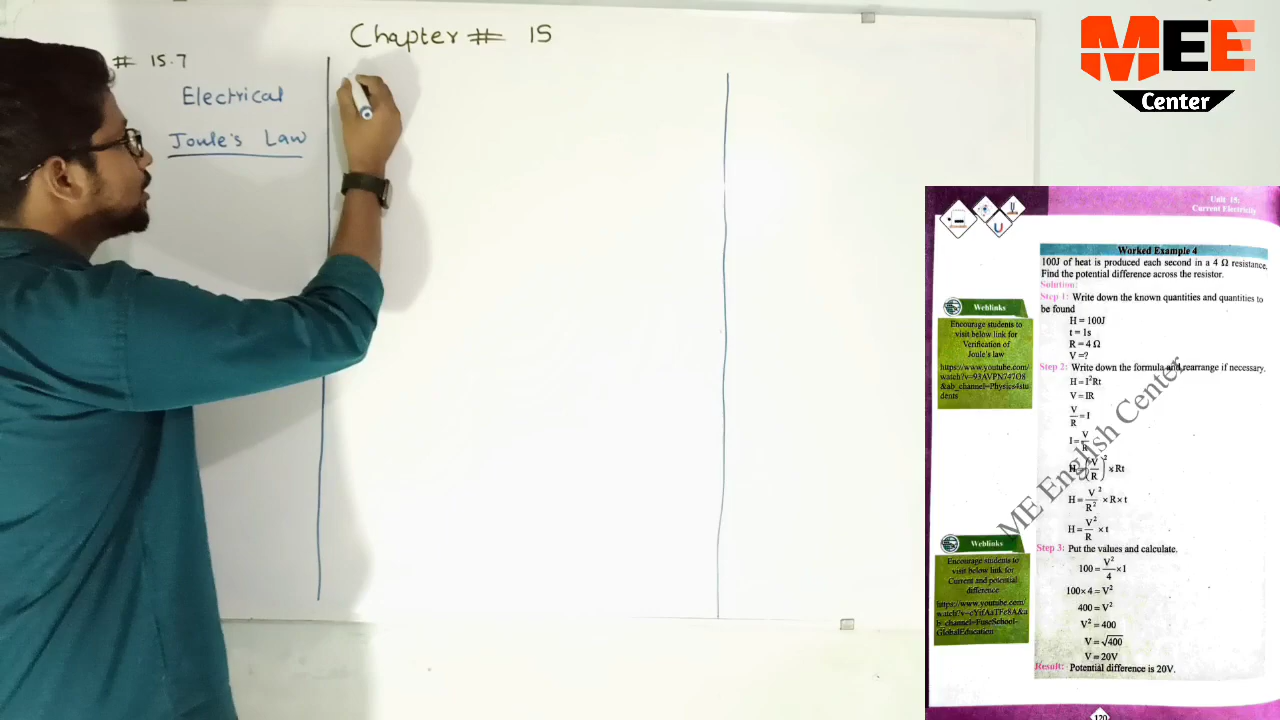 Chapter # 15
# 15.7
Electrical
Joule's Law
MEE
Center
Unit 15:
Current Electricity
Worked Example 4
100J of heat is produced each second in a 4 Ω resistance.
Find the potential difference across the resistor.
Solution:
Step 1: Write down the known quantities and quantities to
be found
H = 100J
t = 1s
R = 4 Ω
V =?
Step 2: Write down the formula and rearrange if necessary.
H = I²Rt
V = IR
V/R = I
I = V/R
H = (V/R)² × Rt
H = V²/R² × R × t
H = V²/R × t
Step 3: Put the values and calculate.
100 = V²/4 × 1
100 × 4 = V²
400 = V²
V² = 400
V = √400
V = 20V
Result: Potential difference is 20V.
Weblinks
Encourage students to
visit below link for
Verification of
Joule's law
https://www.youtube.com/
watch?v=93AVPN747O8
&ab_channel=Physics4stu
dents
Weblinks
Encourage students to
visit below link for
Current and potential
difference
https://www.youtube.com/
watch?v=cYifAaTFc8A&a
b_channel=FuseSchool-
GlobalEducation
ME English Center
120